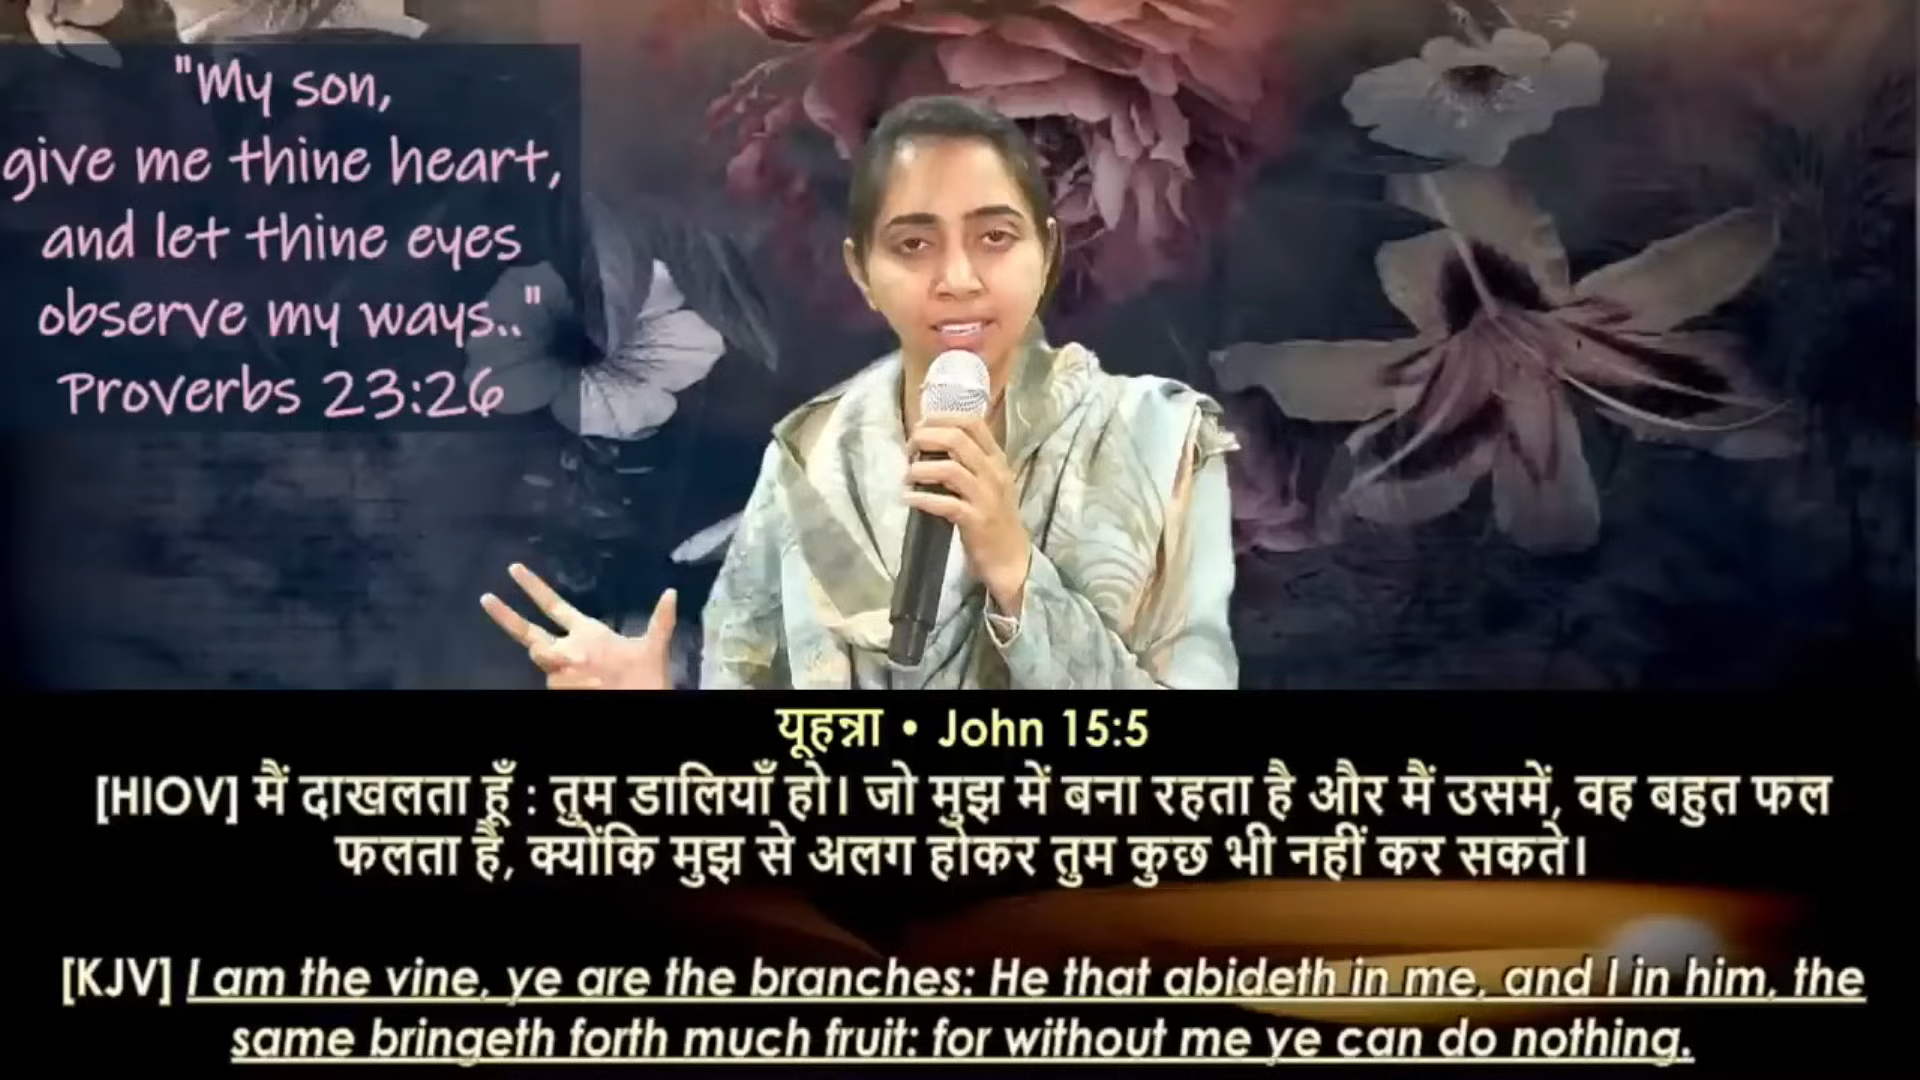 "My son,
give me thine heart,
and let thine eyes
observe my ways.."
Proverbs 23:26
यूहन्ना • John 15:5
[HIOV] मैं दाखलता हूँ : तुम डालियाँ हो। जो मुझ में बना रहता है और मैं उसमें, वह बहुत फल
फलता है, क्योंकि मुझ से अलग होकर तुम कुछ भी नहीं कर सकते।
[KJV] I am the vine, ye are the branches: He that abideth in me, and I in him, the
same bringeth forth much fruit: for without me ye can do nothing.